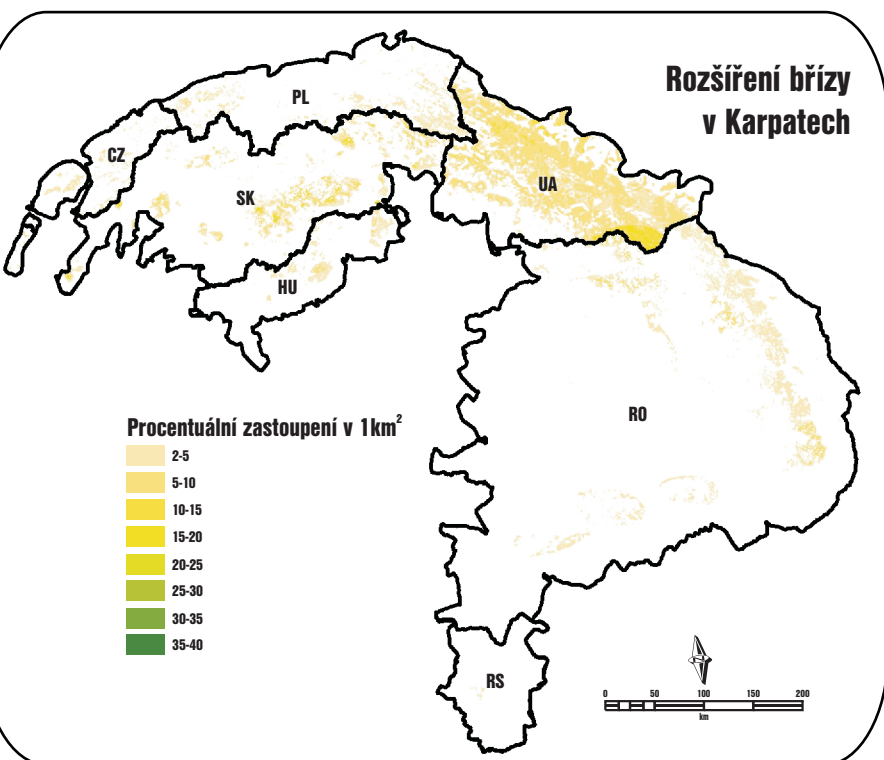 Rozšíření břízy
v Karpatech
PL
CZ
SK
UA
HU
RO
RS
Procentuální zastoupení v 1km²
2-5
5-10
10-15
15-20
20-25
25-30
30-35
35-40
0 50 100 150 200
km